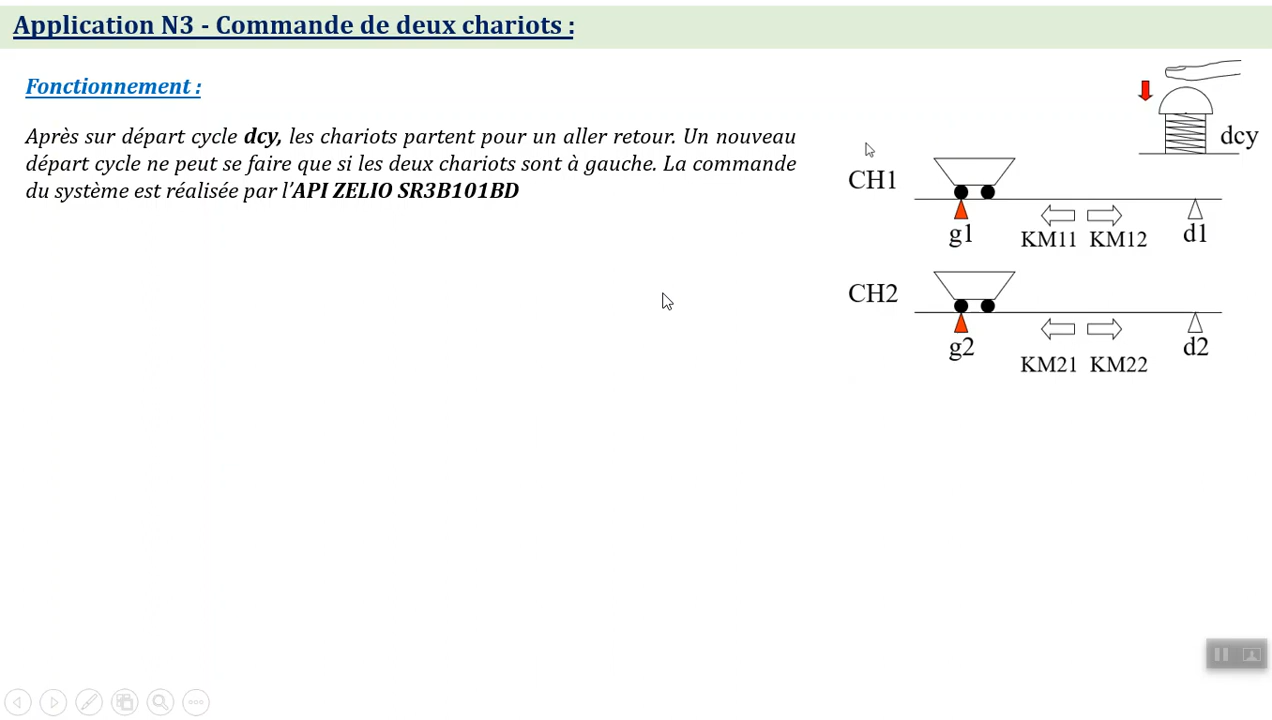 Application N3 - Commande de deux chariots :
Fonctionnement :
Après sur départ cycle dcy, les chariots partent pour un aller retour. Un nouveau
départ cycle ne peut se faire que si les deux chariots sont à gauche. La commande
du système est réalisée par l'API ZELIO SR3B101BD
dcy
CH1
g1
KM11 KM12
d1
CH2
g2
KM21 KM22
d2